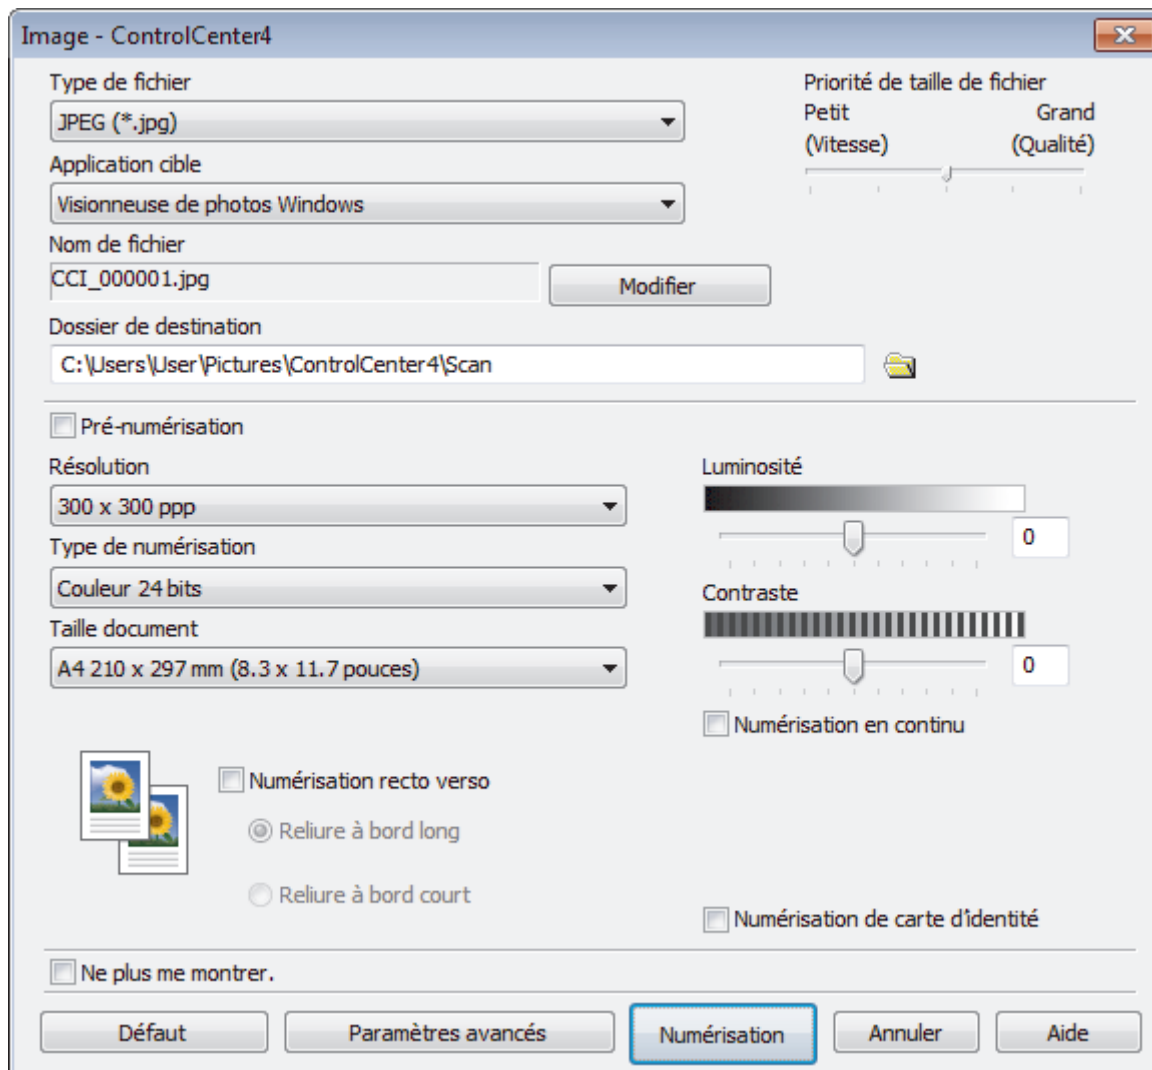 Image - ControlCenter4
Type de fichier
JPEG (*.jpg)
Application cible
Visionneuse de photos Windows
Nom de fichier
CCI_000001.jpg
Modifier
Dossier de destination
C:\Users\User\Pictures\ControlCenter4\Scan
Priorité de taille de fichier
Petit Grand
(Vitesse) (Qualité)
Pré-numérisation
Résolution
300 x 300 ppp
Type de numérisation
Couleur 24 bits
Taille document
A4 210 x 297 mm (8.3 x 11.7 pouces)
Luminosité
0
Contraste
0
Numérisation en continu
Numérisation recto verso
Reliure à bord long
Reliure à bord court
Numérisation de carte d'identité
Ne plus me montrer.
Défaut Paramètres avancés Numérisation Annuler Aide